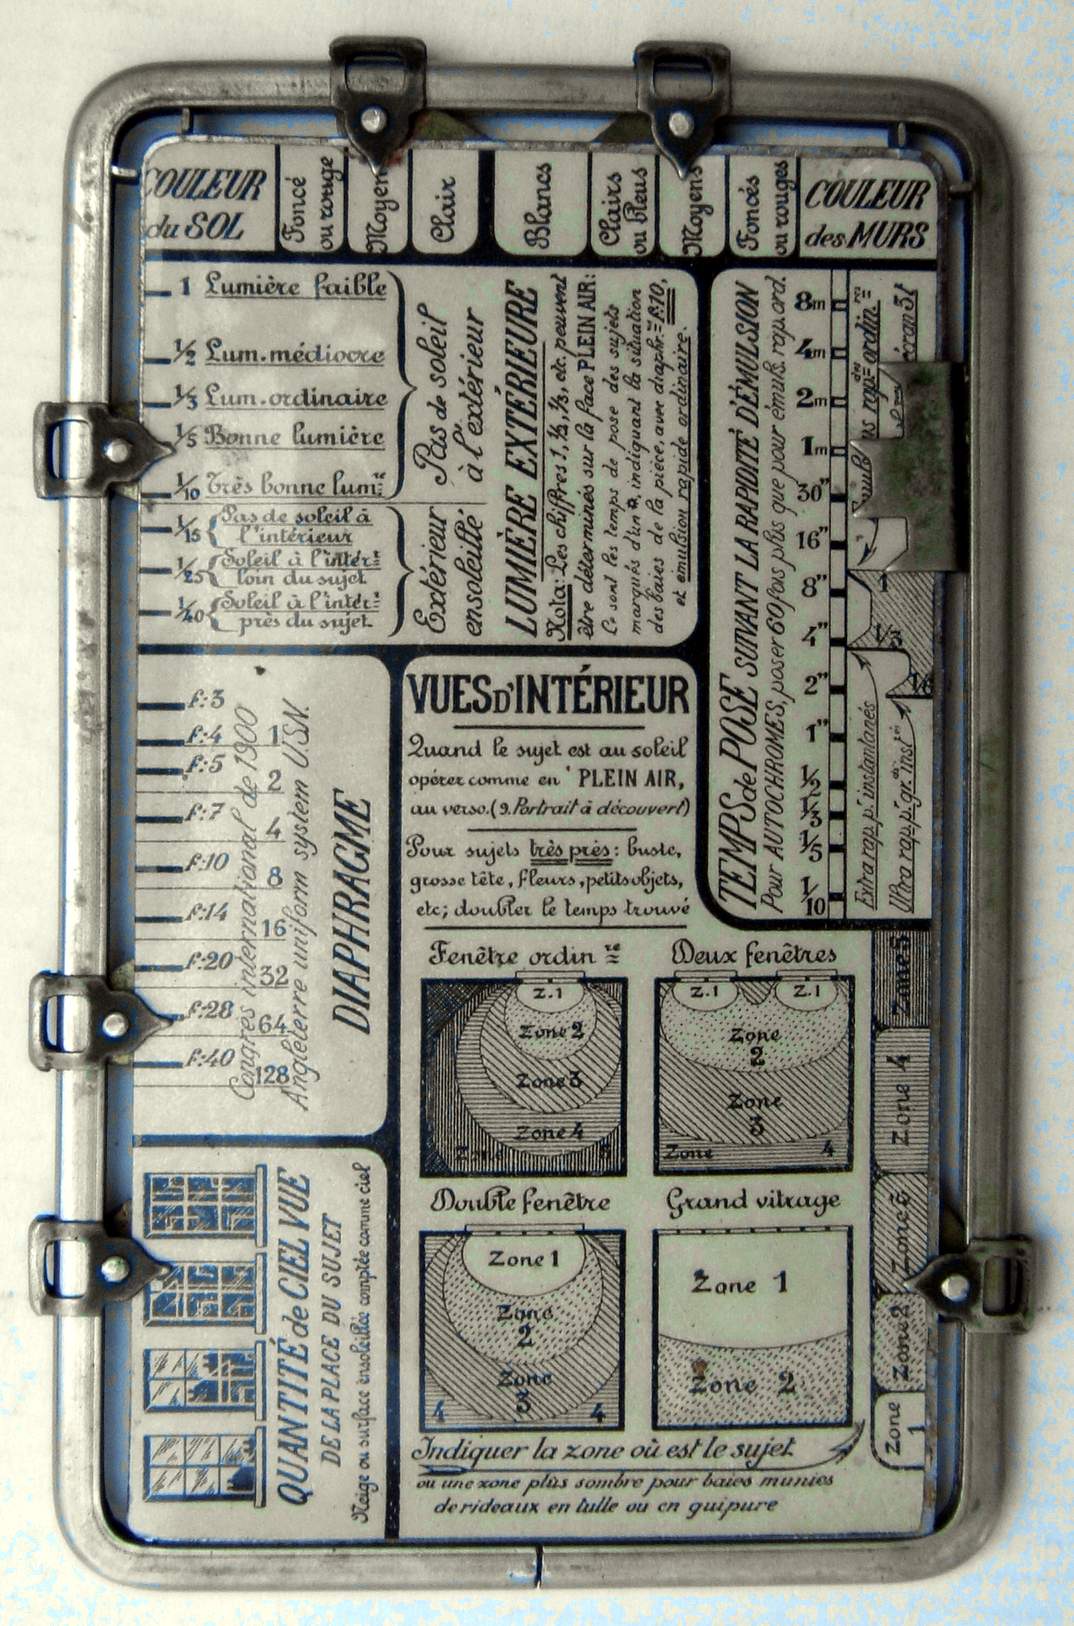 COULEUR
du SOL
Foncé
ou rouge
Moyen
Clair
Blancs
Clairs
ou bleus
Moyens
Foncés
ou rouges
COULEUR
des MURS
1 Lumière faible
1/2 Lum. médiocre
1/3 Lum. ordinaire
1/5 Bonne lumière
1/10 Très bonne lum.re
Pas de soleil
à l'extérieur
1/15 Pas de soleil à
l'intérieur
1/25 Soleil à l'intér.r
loin du sujet
1/40 Soleil à l'intér.r
près du sujet
Extérieur
ensoleillé
LUMIÈRE EXTÉRIEURE
Nota: Les chiffres 1, 1/2, 1/3, etc. peuvent
être déterminés sur la face PLEIN AIR:
Ce sont les temps de pose des sujets
indiquant la situation
des baies de la pièce, avec diaphr= F:10,
et émulsion rapide ordinaire.
TEMPS de POSE SUIVANT LA RAPIDITÉ D'ÉMULSION
Pour AUTOCHROMES, poser 60 fois plus que pour émuls. rap. ord.
8m
4m
2m
1m
30"
16"
8"
4"
2"
1"
1/2
1/3
1/5
1/10
1
1/3
1/6
Extra rap. p.r instantanés
Ultra rap. p.r gr. inst.és
f:3
f:4 1
f:5 2
f:7 4
f:10 8
f:14 16
f:20 32
f:28 64
f:40 128
Congrès international de 1900
Angleterre uniform system U.S.N.
DIAPHRAGME
VUES D'INTÉRIEUR
Quand le sujet est au soleil
opérer comme en PLEIN AIR,
au verso. (9. Portrait à découvert)
Pour sujets très près: buste,
grosse tête, fleurs, petits objets,
etc; doubler le temps trouvé
Fenêtre ordin re
Z.1
Zone 2
Zone 3
Zone 4
Zone 5
Deux fenêtres
Z.1 Z.1
Zone
2
Zone
3
Zone 4
Double fenêtre
Zone 1
Zone
2
Zone
3
4 4
Grand vitrage
Zone 1
Zone 2
Indiquer la zone où est le sujet
ou une zone plus sombre pour baies munies
de rideaux en tulle ou en guipure
Zone 5
Zone 4
Zone 3
Zone 2
Zone
1
QUANTITÉ de CIEL VUE
DE LA PLACE DU SUJET
Neige ou surface ensoleillée comptée comme ciel